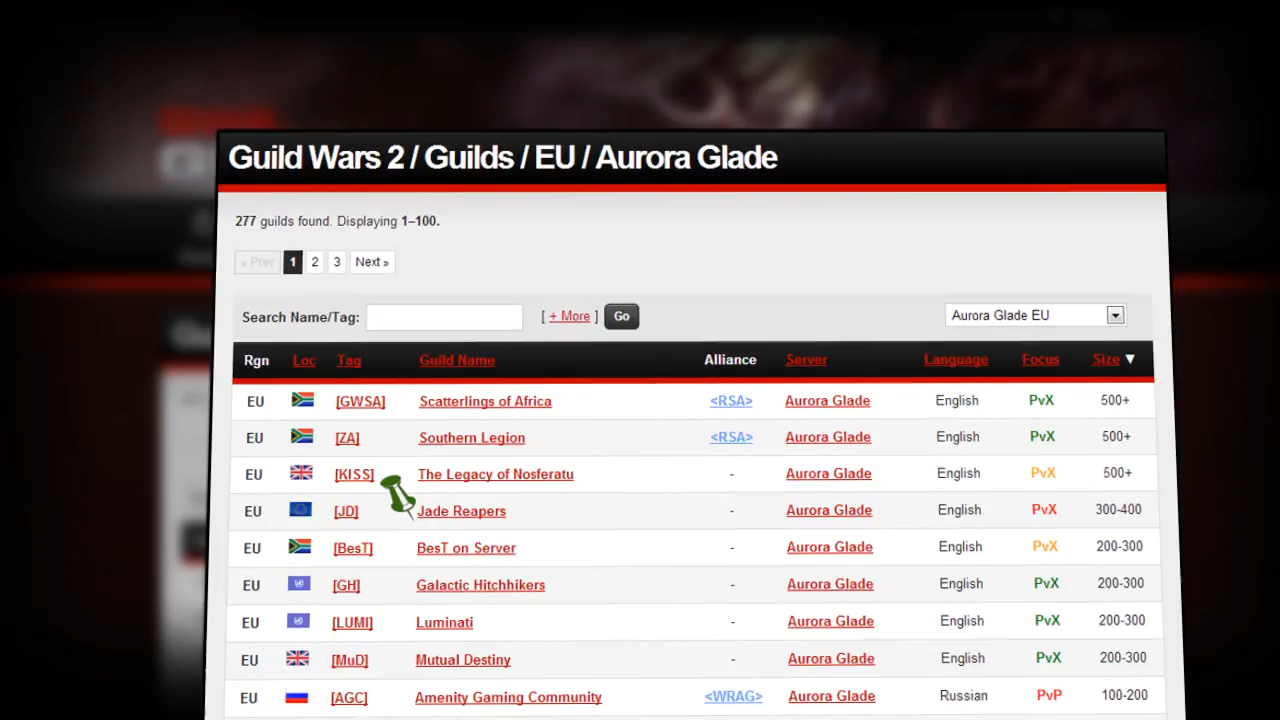 Guild Wars 2 / Guilds / EU / Aurora Glade
277 guilds found. Displaying 1–100.
« Prev 1 2 3 Next »
Search Name/Tag: [ + More ] Go Aurora Glade EU
Rgn Loc Tag Guild Name Alliance Server Language Focus Size ▼
EU [GWSA] Scatterlings of Africa <RSA> Aurora Glade English PvX 500+
EU [ZA] Southern Legion <RSA> Aurora Glade English PvX 500+
EU [KISS] The Legacy of Nosferatu - Aurora Glade English PvX 500+
EU [JD] Jade Reapers - Aurora Glade English PvX 300-400
EU [BesT] BesT on Server - Aurora Glade English PvX 200-300
EU [GH] Galactic Hitchhikers - Aurora Glade English PvX 200-300
EU [LUMI] Luminati - Aurora Glade English PvX 200-300
EU [MuD] Mutual Destiny - Aurora Glade English PvX 200-300
EU [AGC] Amenity Gaming Community <WRAG> Aurora Glade Russian PvP 100-200